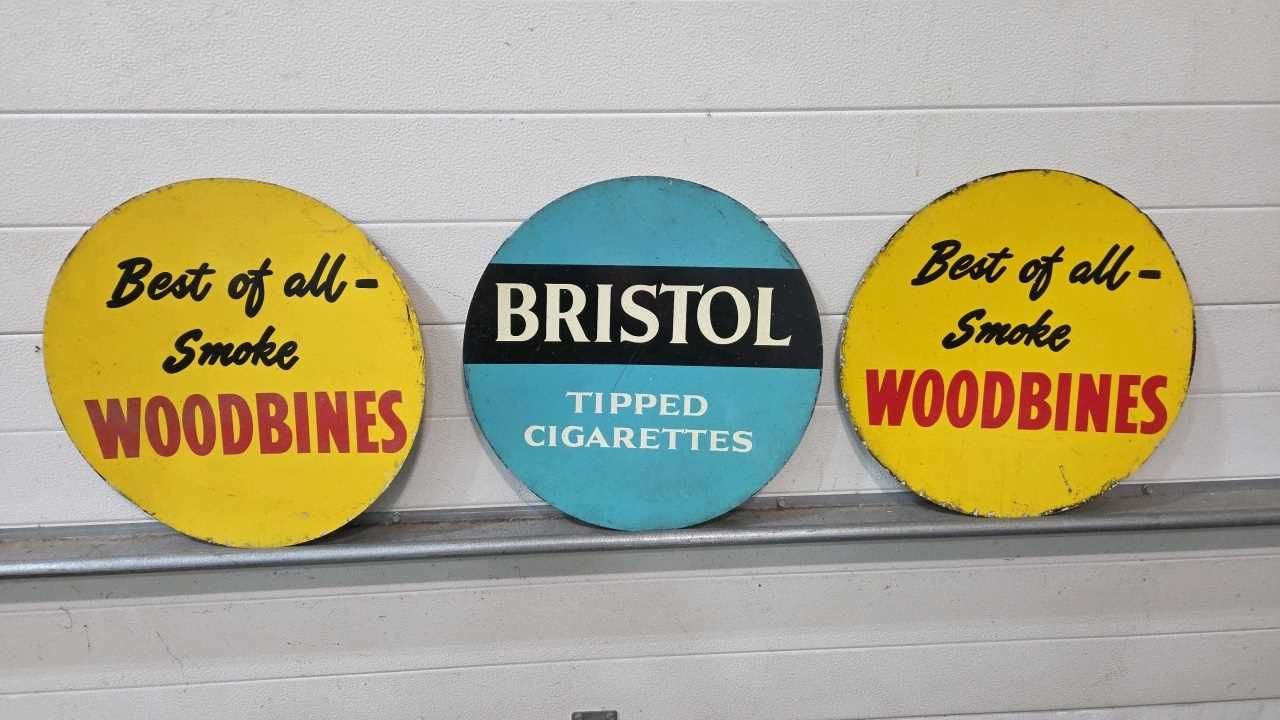 Best of all-
Smoke
WOODBINES
BRISTOL
TIPPED
CIGARETTES
Best of all-
Smoke
WOODBINES